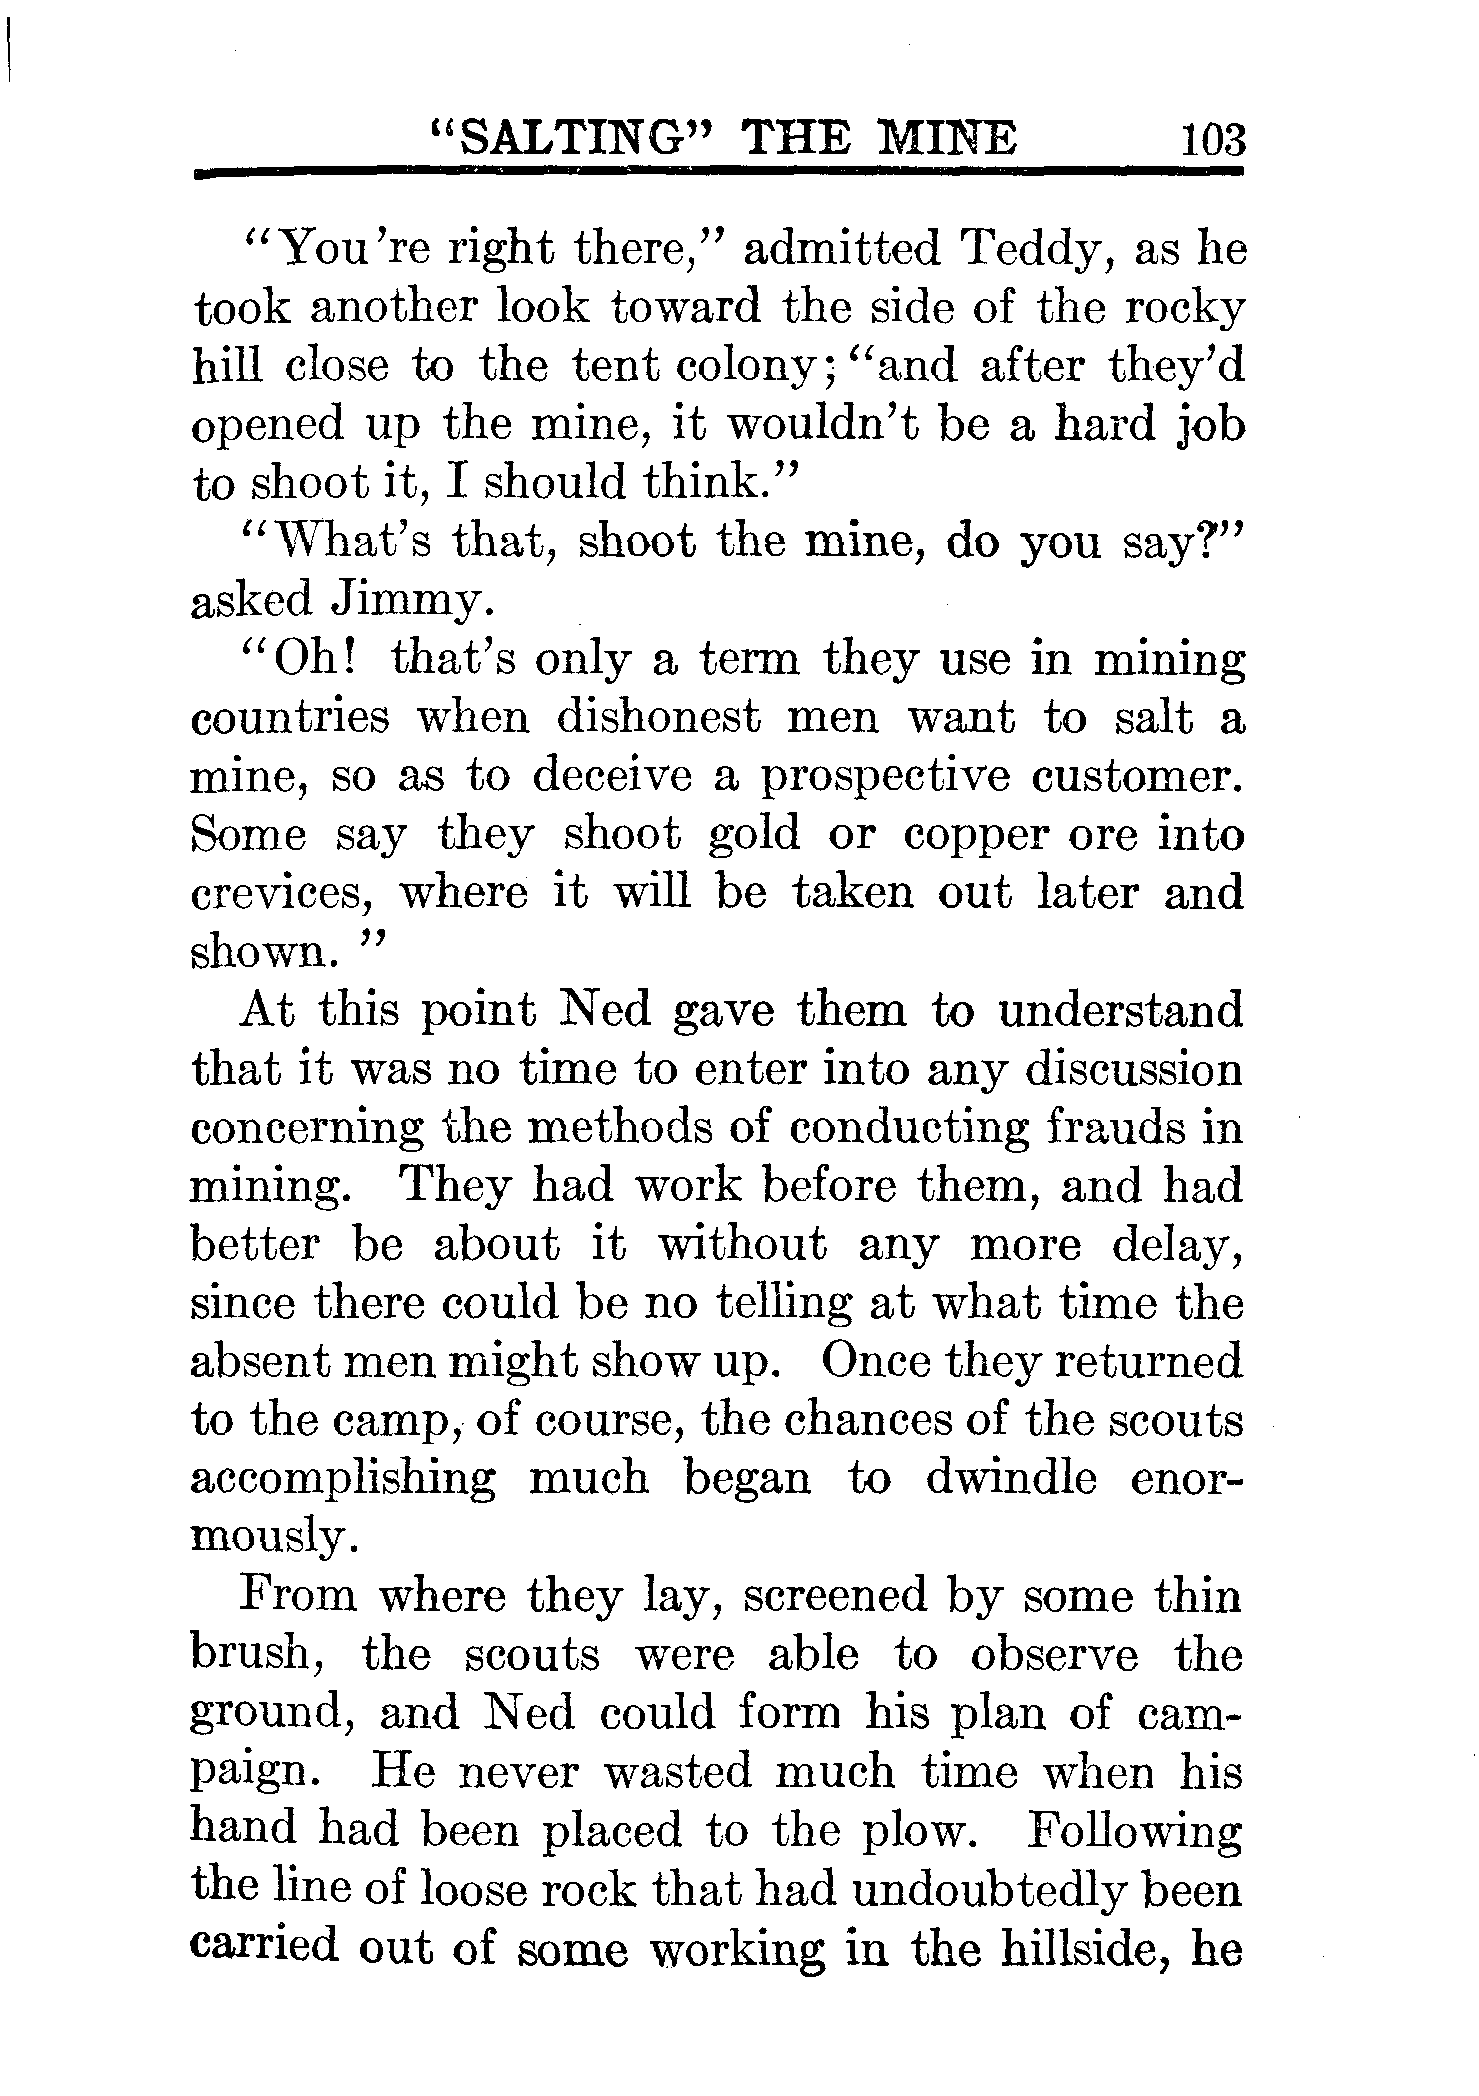 "SALTING" THE MINE 103
"You're right there," admitted Teddy, as he
took another look toward the side of the rocky
hill close to the tent colony; "and after they'd
opened up the mine, it wouldn't be a hard job
to shoot it, I should think."
"What's that, shoot the mine, do you say?"
asked Jimmy.
"Oh! that's only a term they use in mining
countries when dishonest men want to salt a
mine, so as to deceive a prospective customer.
Some say they shoot gold or copper ore into
crevices, where it will be taken out later and
shown."
At this point Ned gave them to understand
that it was no time to enter into any discussion
concerning the methods of conducting frauds in
mining. They had work before them, and had
better be about it without any more delay,
since there could be no telling at what time the
absent men might show up. Once they returned
to the camp, of course, the chances of the scouts
accomplishing much began to dwindle enor-
mously.
From where they lay, screened by some thin
brush, the scouts were able to observe the
ground, and Ned could form his plan of cam-
paign. He never wasted much time when his
hand had been placed to the plow. Following
the line of loose rock that had undoubtedly been
carried out of some working in the hillside, he